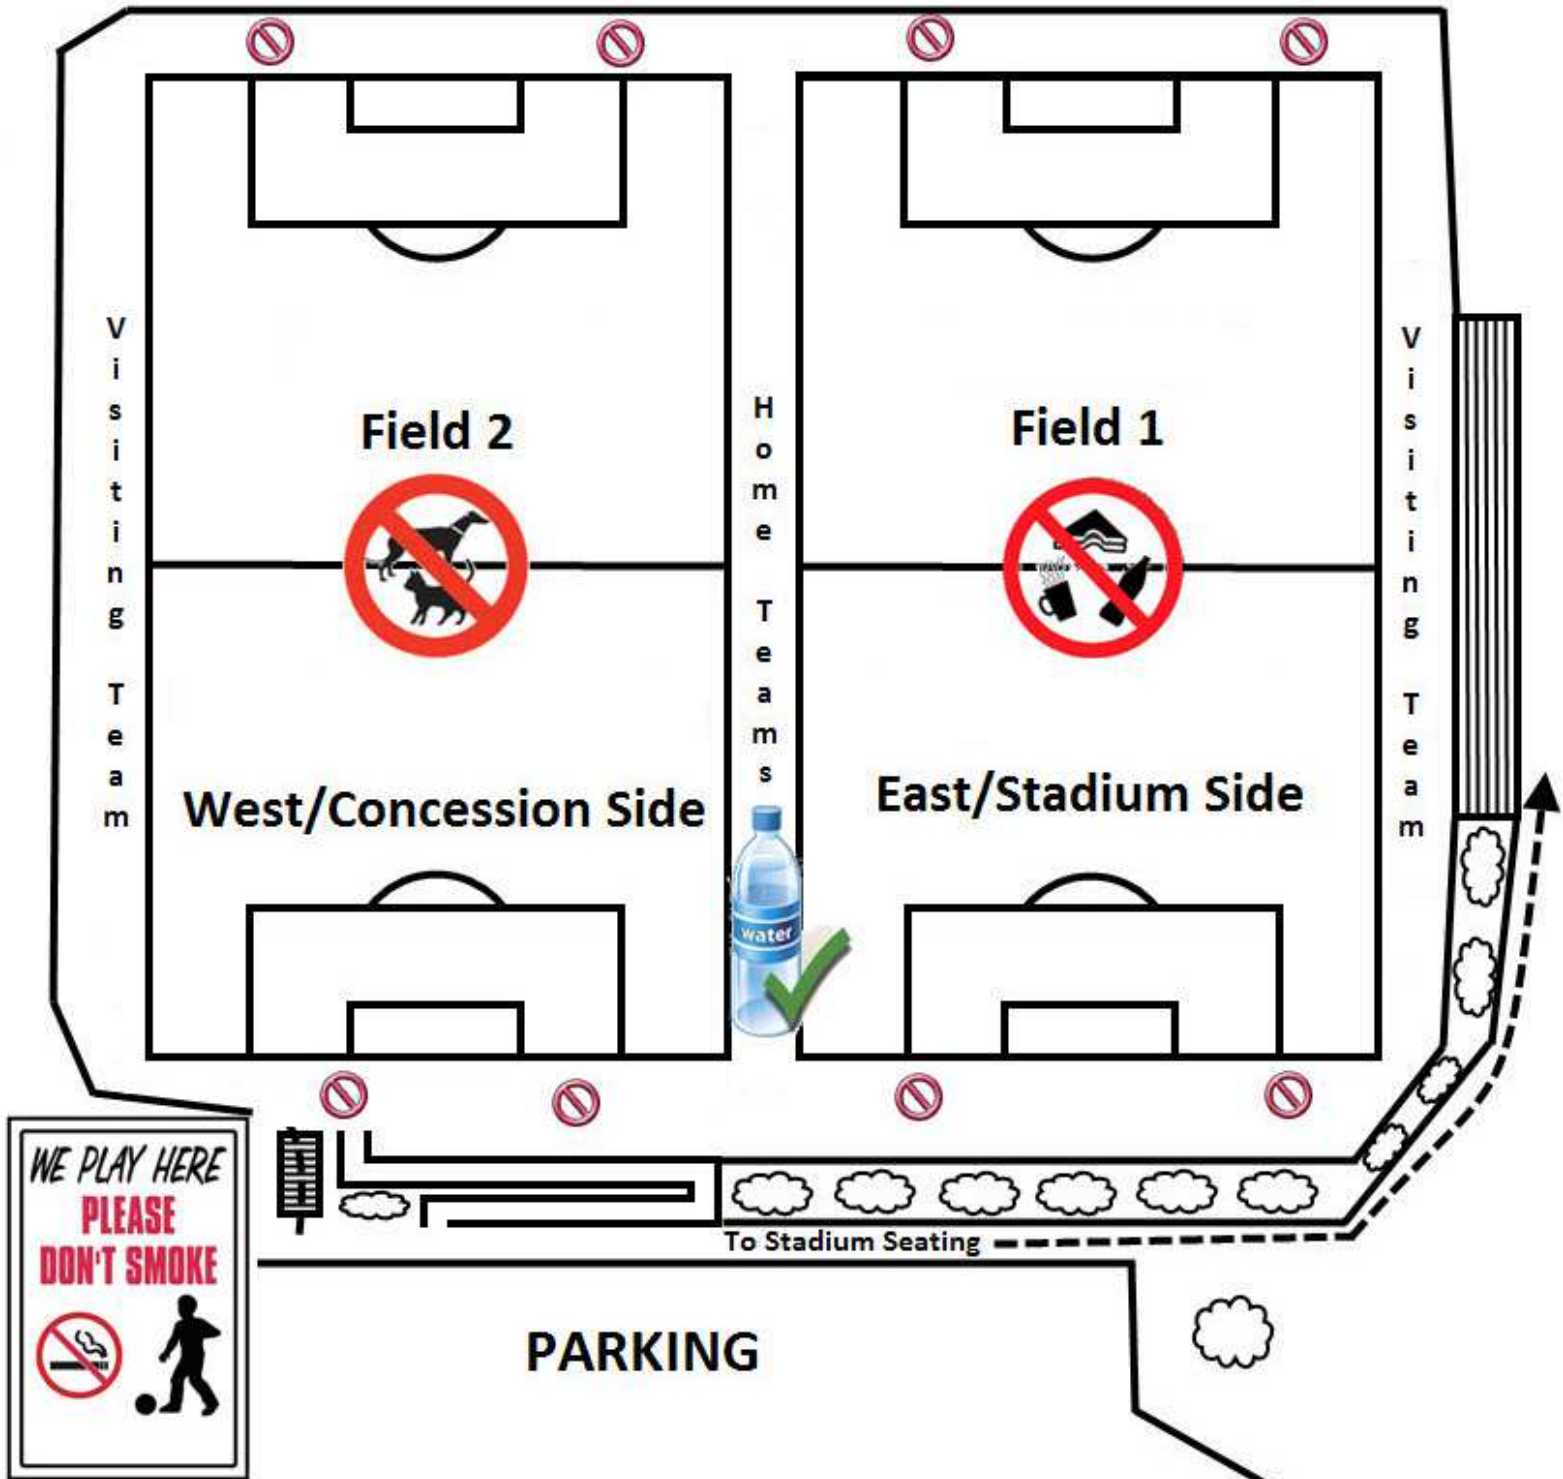 Visiting Team
Field 2
Home Teams
Field 1
Visiting Team
West/Concession Side
East/Stadium Side
water
WE PLAY HERE
PLEASE
DON'T SMOKE
To Stadium Seating
PARKING